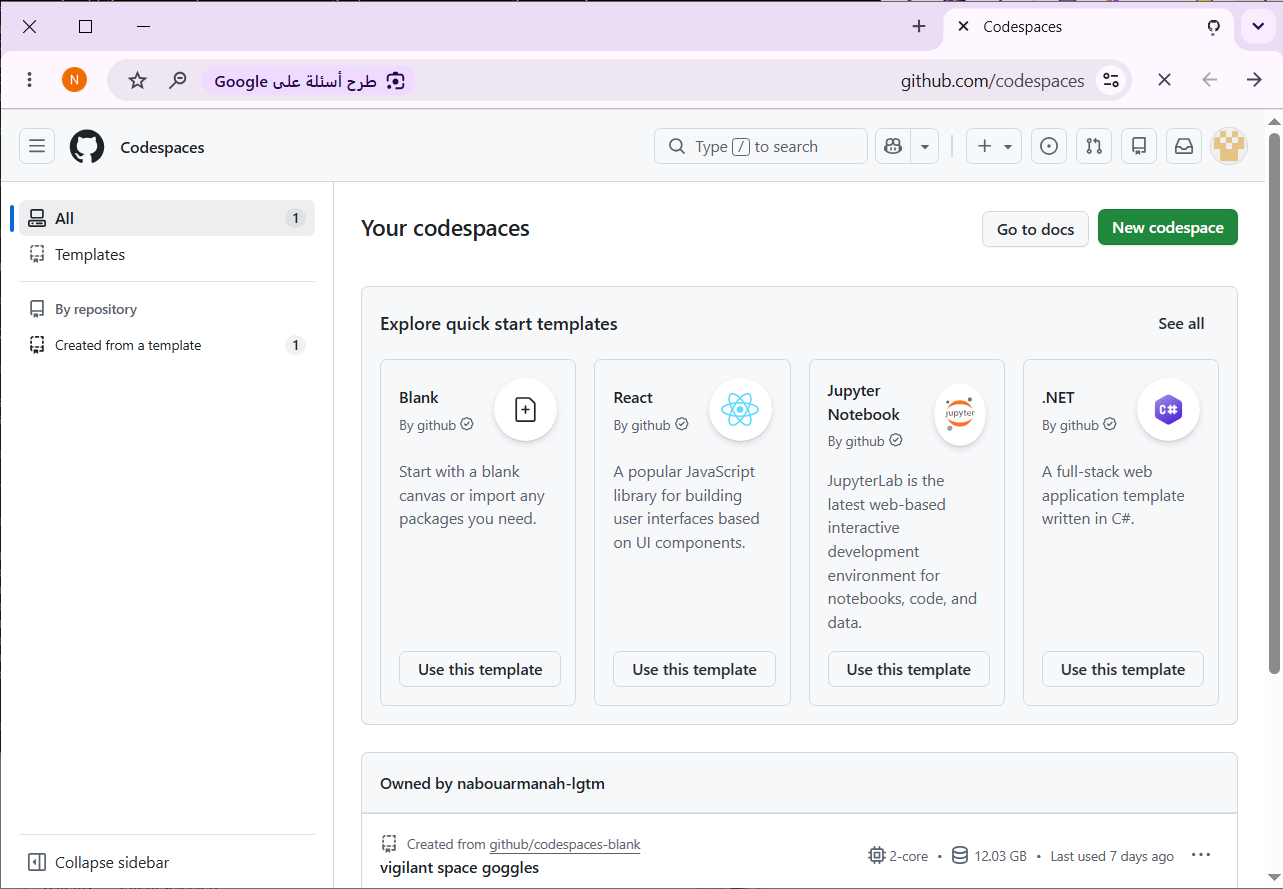 Codespaces
N
طرح أسئلة على Google
github.com/codespaces
Codespaces
Type / to search
All 1
Templates
By repository
Created from a template 1
Collapse sidebar
Your codespaces
Go to docs
New codespace
Explore quick start templates
See all
Blank
By github
Start with a blank
canvas or import any
packages you need.
Use this template
React
By github
A popular JavaScript
library for building
user interfaces based
on UI components.
Use this template
Jupyter
Notebook
By github
jupyter
JupyterLab is the
latest web-based
interactive
development
environment for
notebooks, code, and
data.
Use this template
.NET
By github
C#
A full-stack web
application template
written in C#.
Use this template
Owned by nabouarmanah-lgtm
Created from github/codespaces-blank
vigilant space goggles
2-core • 12.03 GB • Last used 7 days ago